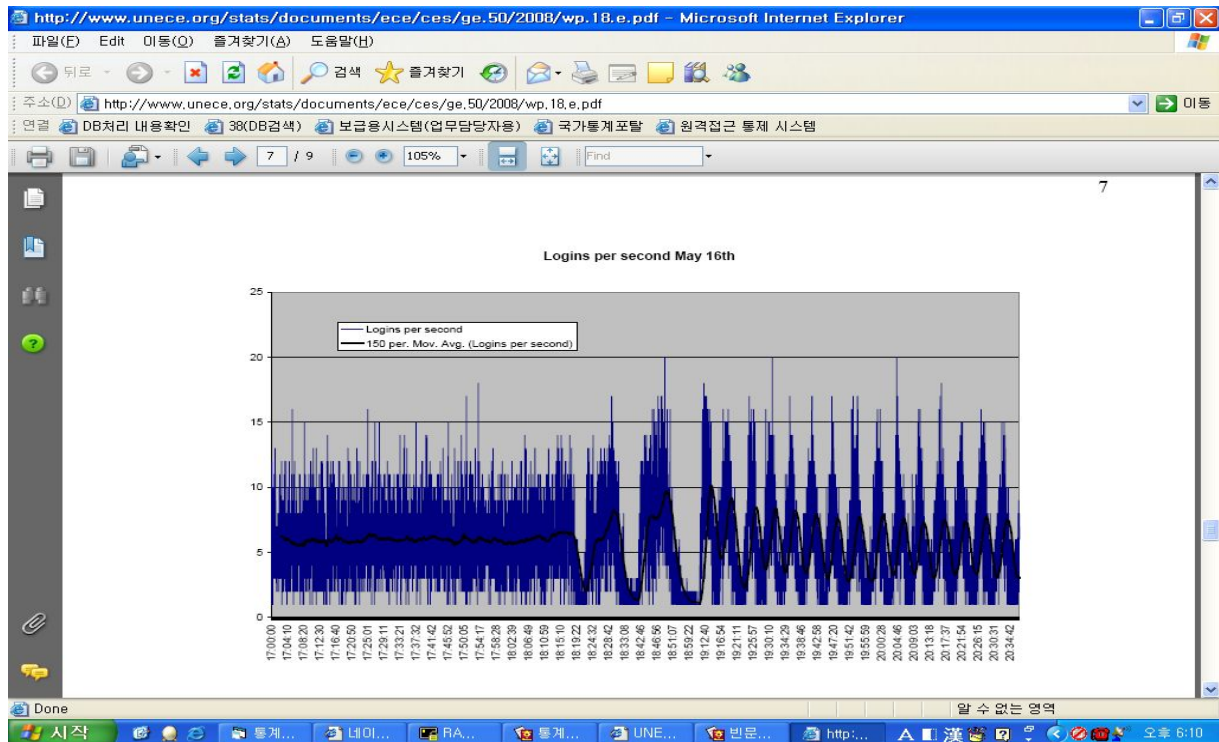 http://www.unece.org/stats/documents/ece/ces/ge.50/2008/wp.18.e.pdf - Microsoft Internet Explorer
파일(F) Edit 이동(O) 즐겨찾기(A) 도움말(H)
뒤로 검색 즐겨찾기
주소(D) http://www.unece.org/stats/documents/ece/ces/ge.50/2008/wp.18.e.pdf 이동
연결 DB처리 내용확인 38(DB검색) 보급용시스템(업무담당자용) 국가통계포탈 원격접근 통제 시스템
7 / 9 105% Find
7
Logins per second May 16th
25
Logins per second
150 per. Mov. Avg. (Logins per second)
20
15
10
5
0
17:00:00 17:04:10 17:08:20 17:12:30 17:16:40 17:20:50 17:25:01 17:29:11 17:33:21 17:37:32 17:41:42 17:45:52 17:50:05 17:54:17 17:58:28 18:02:39 18:06:49 18:10:59 18:15:10 18:19:22 18:24:32 18:28:42 18:33:08 18:42:46 18:46:56 18:51:07 18:59:22 19:12:40 19:16:54 19:21:11 19:25:57 19:30:10 19:34:29 19:38:46 19:42:58 19:47:20 19:51:42 19:55:59 20:00:28 20:04:46 20:09:03 20:13:18 20:17:37 20:21:54 20:26:15 20:30:31 20:34:42
Done 알 수 없는 영역
시작 통계... 네이... RA... 통계... UNE... 빈문... http:... A 漢 오후 6:10